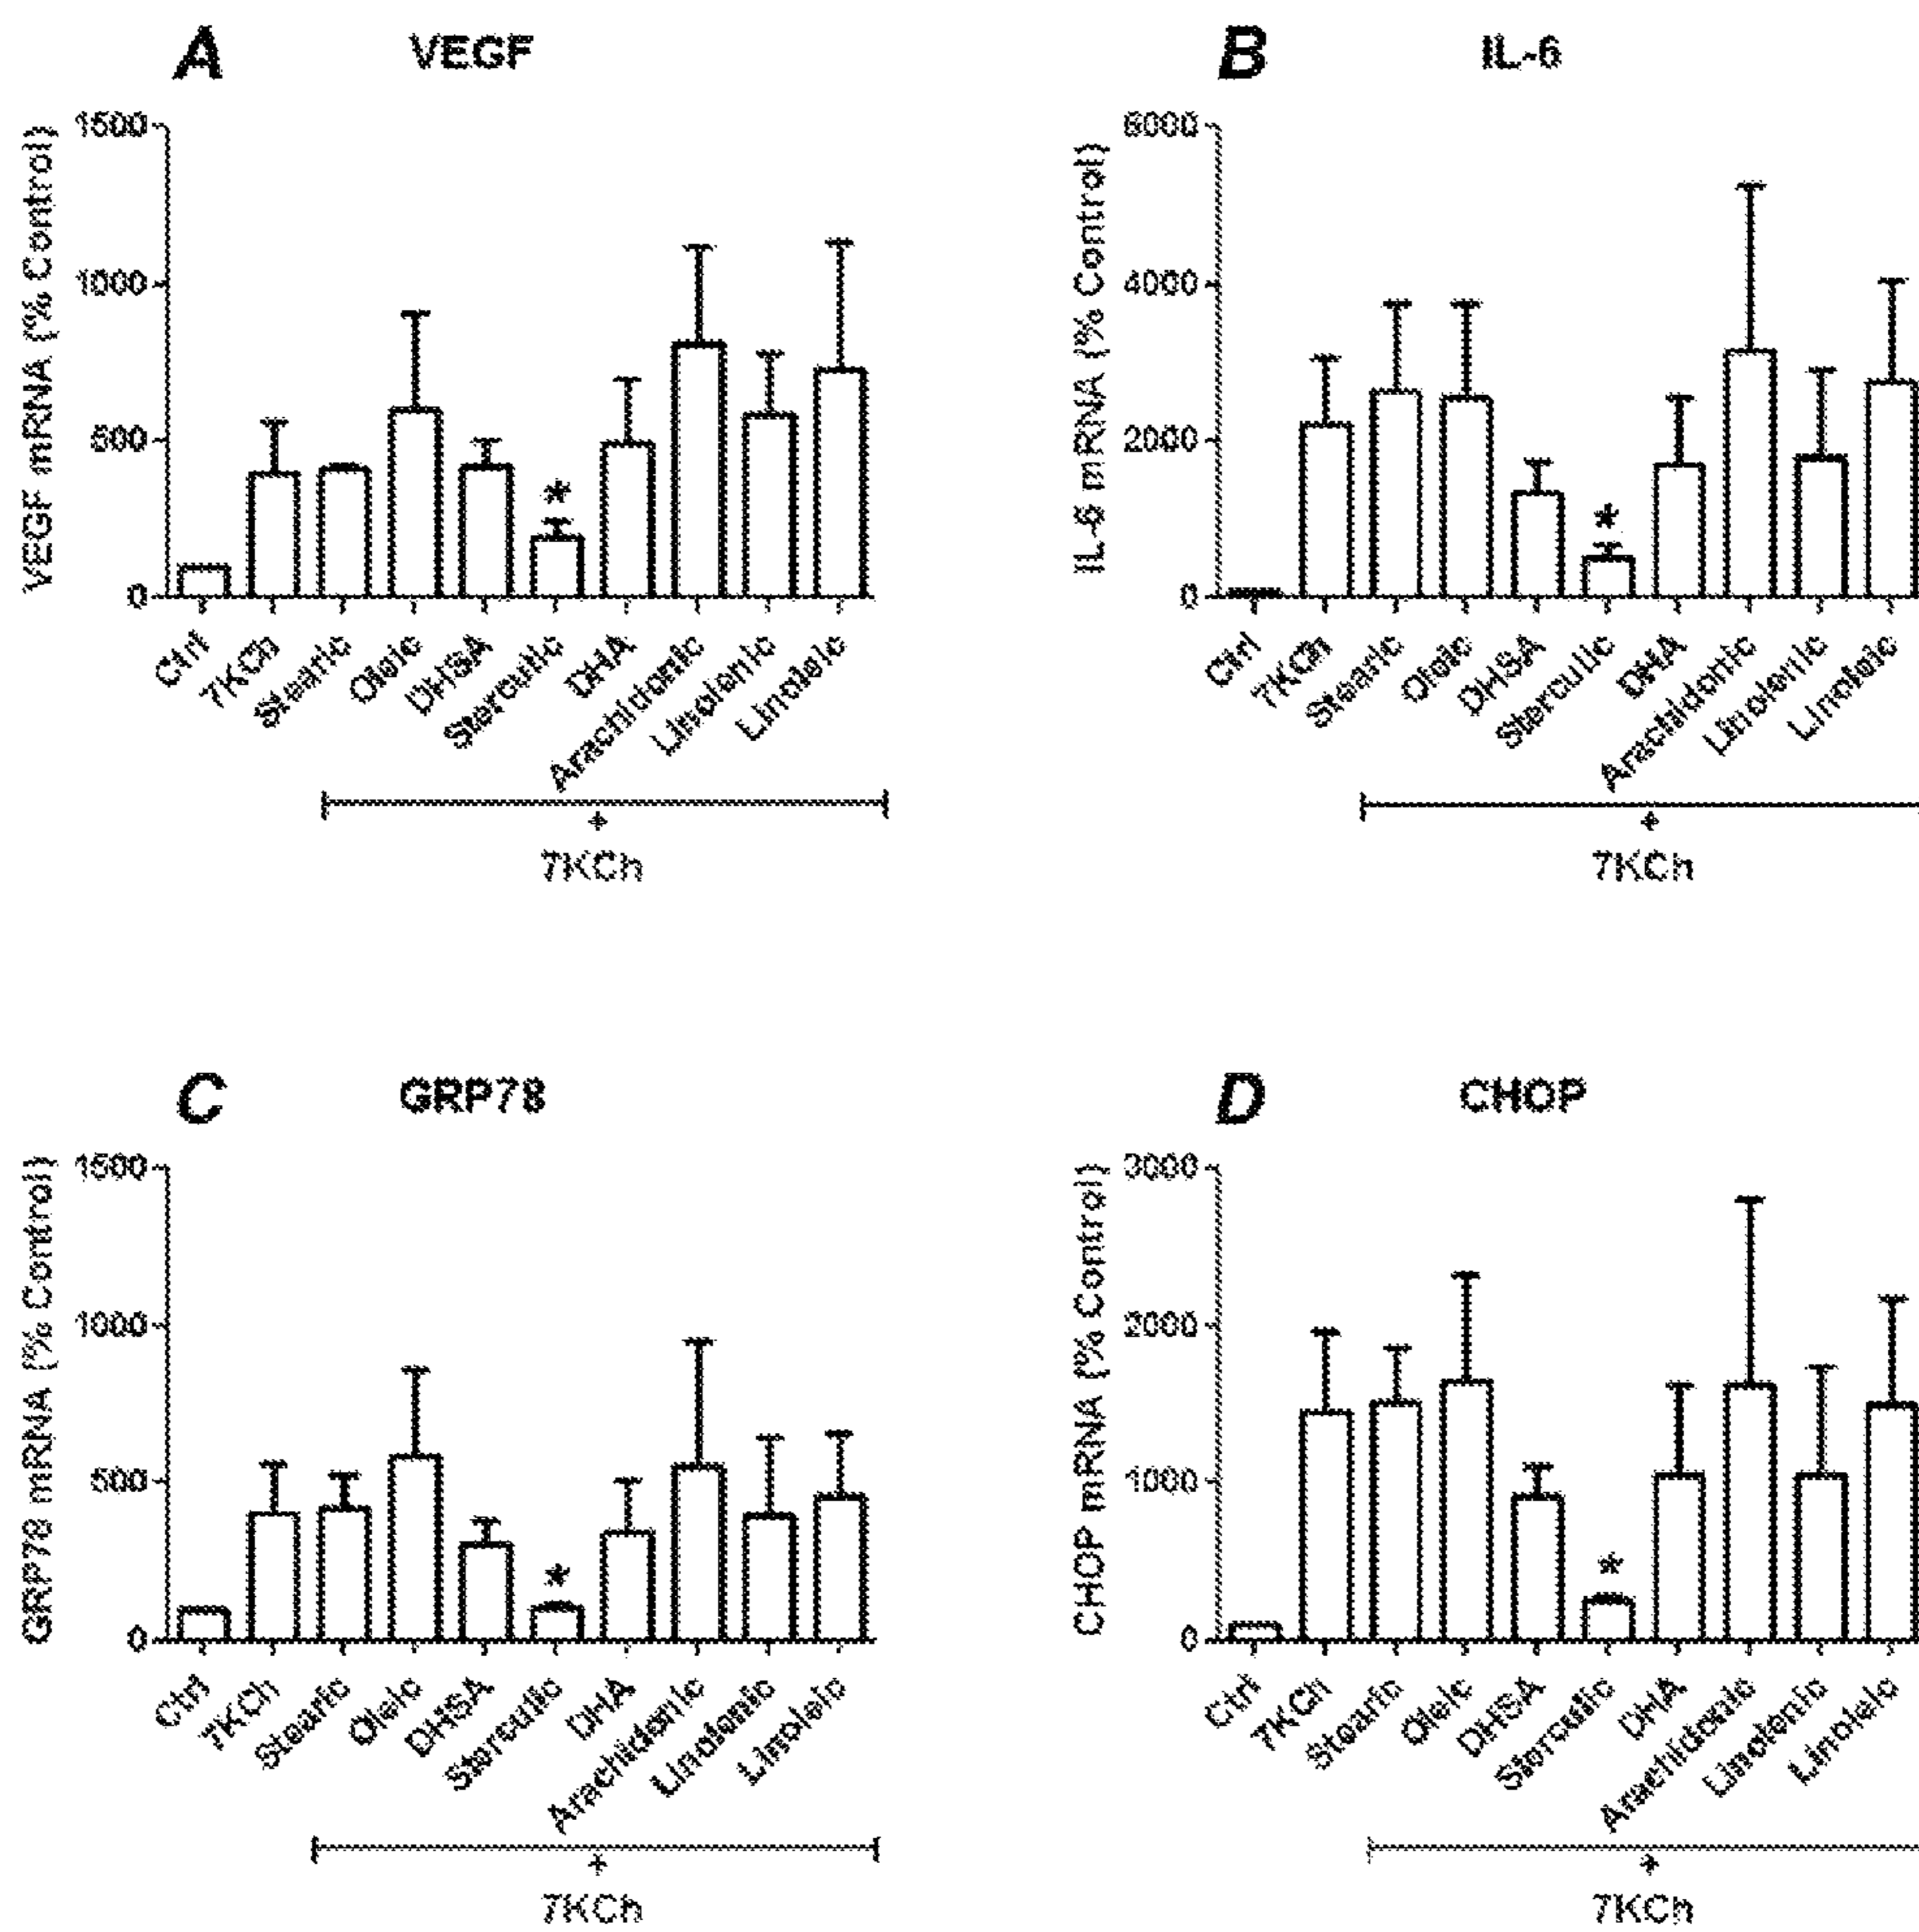 A VEGF
VEGF mRNA (% Control)
1500
1000
500
0
Ctrl
7KCh
Stearic
Oleic
DHSA
Sterculic
DHA
Arachidonic
Linolenic
Linoleic
+
7KCh
*
B IL-6
IL-6 mRNA (% Control)
6000
4000
2000
0
Ctrl
7KCh
Stearic
Oleic
DHSA
Sterculic
DHA
Arachidonic
Linolenic
Linoleic
+
7KCh
*
C GRP78
GRP78 mRNA (% Control)
1500
1000
500
0
Ctrl
7KCh
Stearic
Oleic
DHSA
Sterculic
DHA
Arachidonic
Linolenic
Linoleic
+
7KCh
*
D CHOP
CHOP mRNA (% Control)
3000
2000
1000
0
Ctrl
7KCh
Stearic
Oleic
DHSA
Sterculic
DHA
Arachidonic
Linolenic
Linoleic
+
7KCh
*